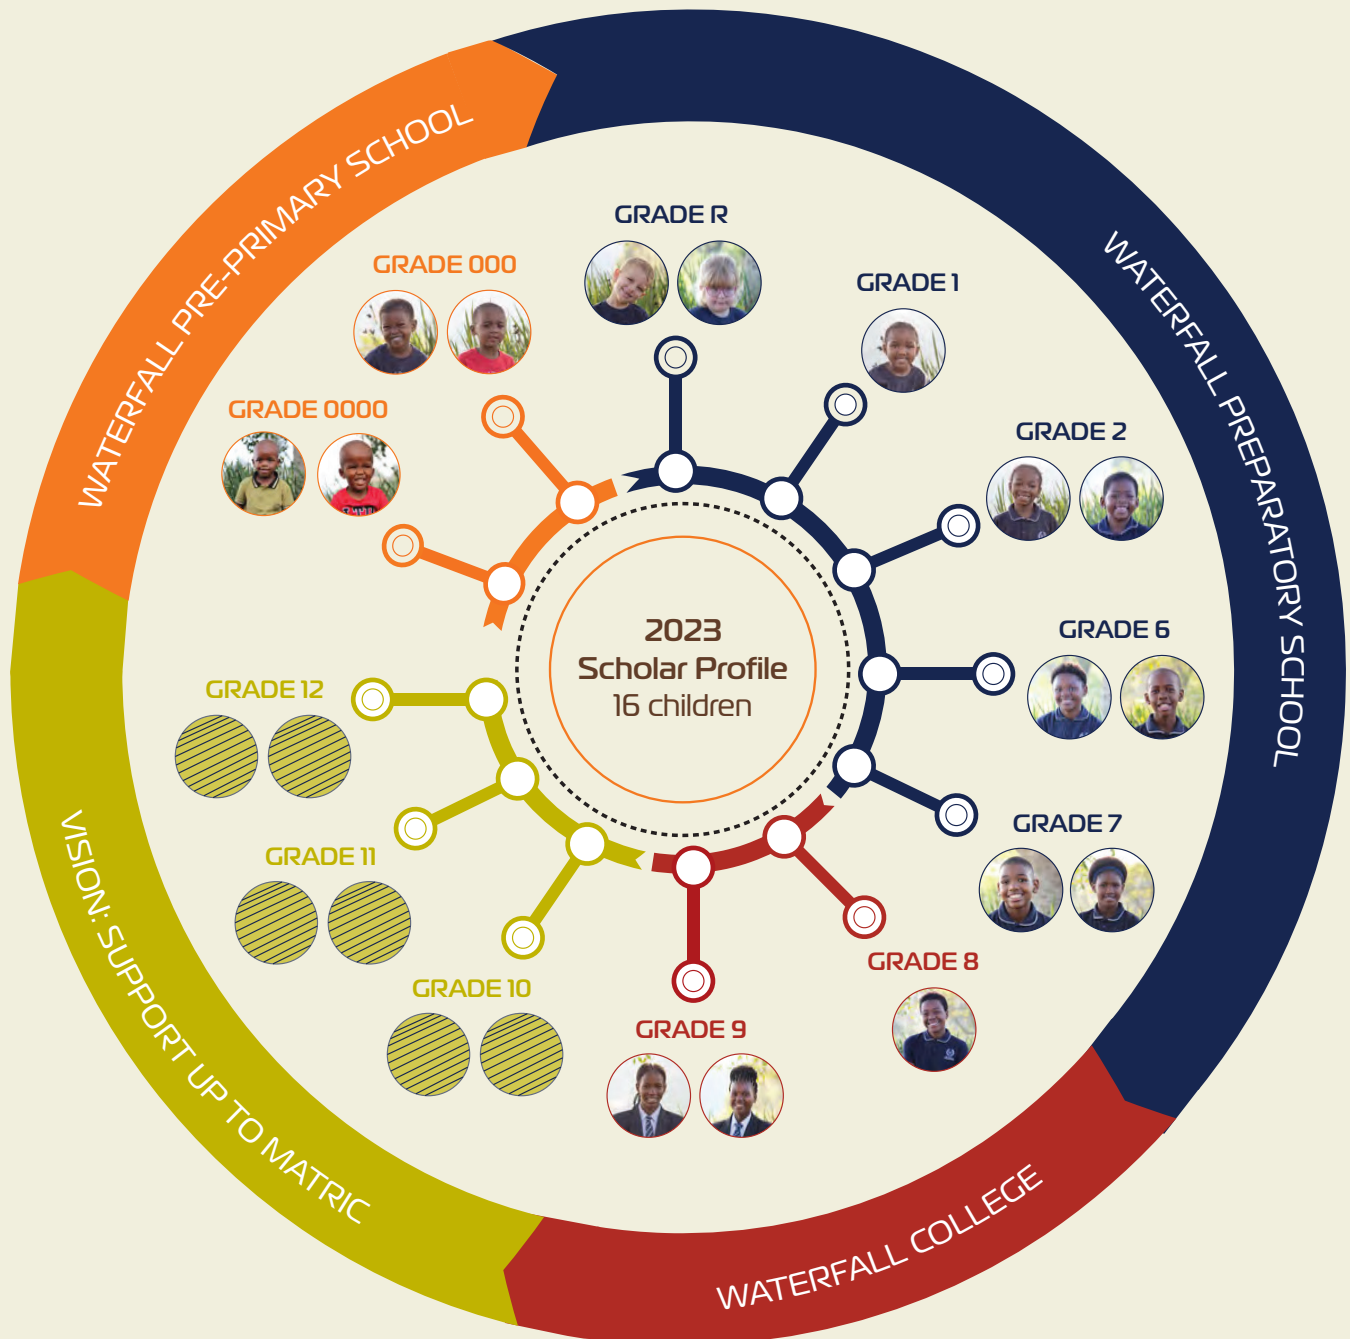 WATERFALL PRE-PRIMARY SCHOOL
WATERFALL PREPARATORY SCHOOL
WATERFALL COLLEGE
VISION: SUPPORT UP TO MATRIC
GRADE 0000
GRADE 000
GRADE R
GRADE 1
GRADE 2
GRADE 6
GRADE 7
GRADE 8
GRADE 9
GRADE 10
GRADE 11
GRADE 12
2023
Scholar Profile
16 children